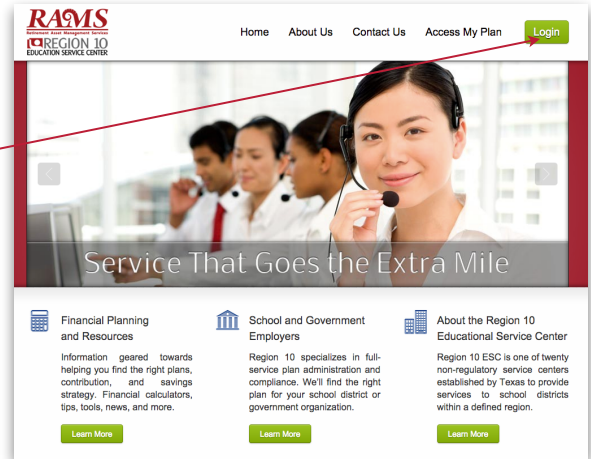 RAMS
Retirement Asset Management Services
REGION 10
EDUCATION SERVICE CENTER
Home About Us Contact Us Access My Plan Login
Service That Goes the Extra Mile
Financial Planning
and Resources
Information geared towards
helping you find the right plans,
contribution, and savings
strategy. Financial calculators,
tips, tools, news, and more.
Learn More
School and Government
Employers
Region 10 specializes in full-
service plan administration and
compliance. We'll find the right
plan for your school district or
government organization.
Learn More
About the Region 10
Educational Service Center
Region 10 ESC is one of twenty
non-regulatory service centers
established by Texas to provide
services to school districts
within a defined region.
Learn More